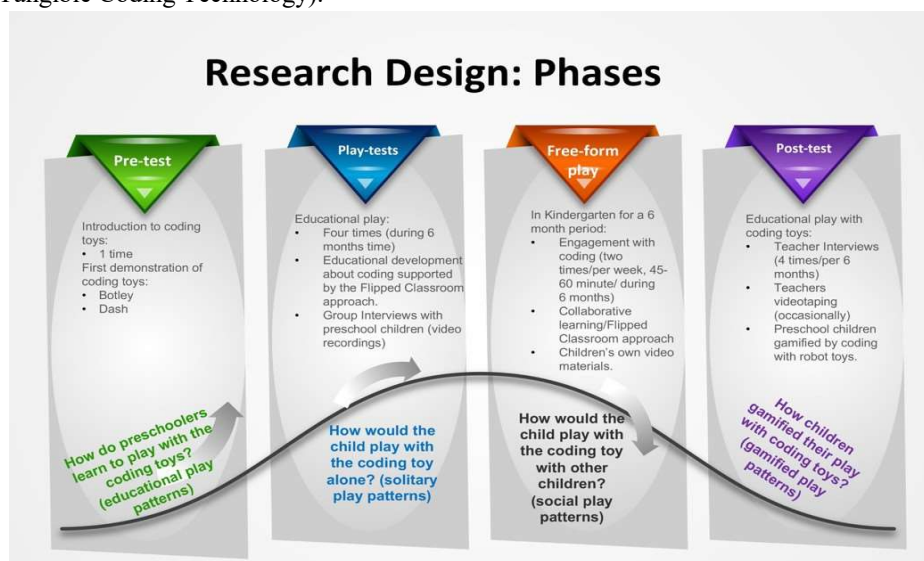 Tangible Coding Technology).
Research Design: Phases
Pre-test
Introduction to coding
toys:
• 1 time
First demonstration of
coding toys:
• Botley
• Dash
How do preschoolers
learn to play with the
coding toys?
(educational play
patterns)
Play-tests
Educational play:
• Four times (during 6
months time)
• Educational development
about coding supported
by the Flipped Classroom
approach.
• Group Interviews with
preschool children (video
recordings)
How would the
child play with
the coding toy
alone? (solitary
play patterns)
Free-form
play
In Kindergarten for a 6
month period:
• Engagement with
coding (two
times/per week, 45-
60 minute/ during
6 months)
• Collaborative
learning/Flipped
Classroom approach
• Children's own video
materials.
How would the
child play with
the coding toy
with other
children?
(social play
patterns)
Post-test
Educational play with
coding toys:
• Teacher Interviews
(4 times/per 6
months)
• Teachers
videotaping
(occasionally)
• Preschool children
gamified by coding
with robot toys.
How children
gamified their play
with coding toys?
(gamified play
patterns)